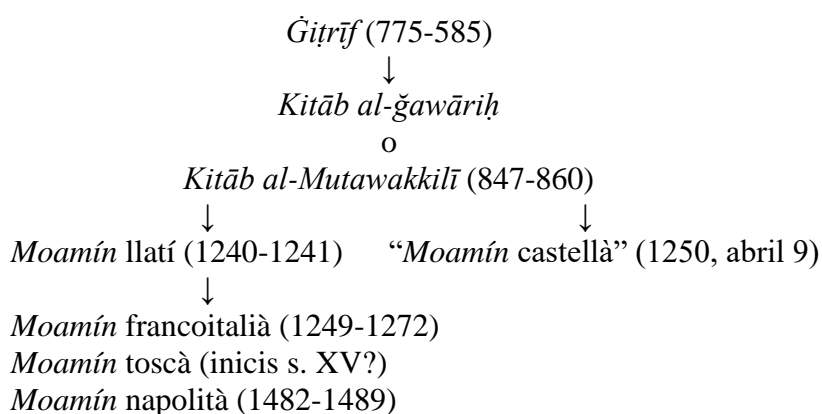 Ġiṭrīf (775-585)
↓
Kitāb al-ğawāriḥ
o
Kitāb al-Mutawakkilī (847-860)
↓ ↓
Moamín llatí (1240-1241) “Moamín castellà” (1250, abril 9)
↓
Moamín francoitalià (1249-1272)
Moamín toscà (inicis s. XV?)
Moamín napolità (1482-1489)